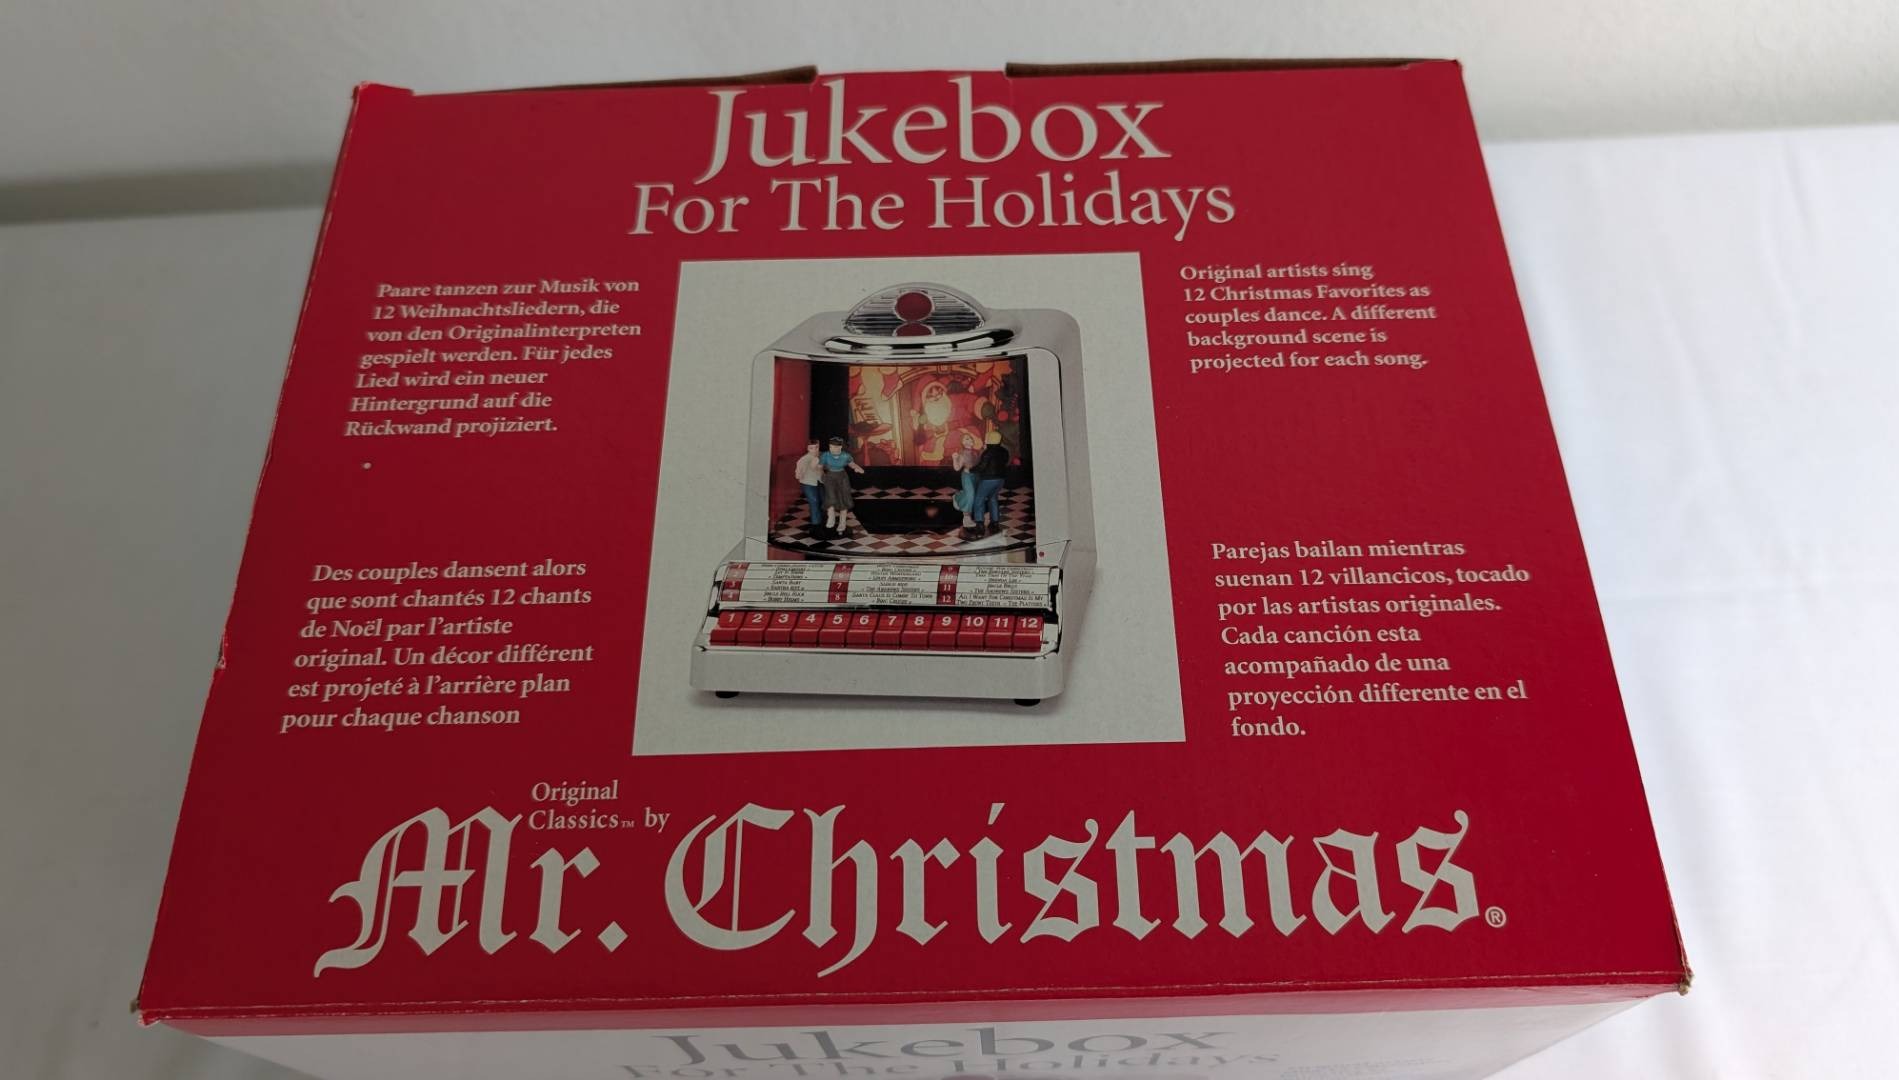 Jukebox
For The Holidays
Paare tanzen zur Musik von
12 Weihnachtsliedern, die
von den Originalinterpreten
gespielt werden. Für jedes
Lied wird ein neuer
Hintergrund auf die
Rückwand projiziert.
Original artists sing
12 Christmas Favorites as
couples dance. A different
background scene is
projected for each song.
Des couples dansent alors
que sont chantés 12 chants
de Noël par l'artiste
original. Un décor différent
est projeté à l'arrière plan
pour chaque chanson
Parejas bailan mientras
suenan 12 villancicos, tocado
por las artistas originales.
Cada canción esta
acompañado de una
proyección differente en el
fondo.
1 2 3 4 5 6 7 8 9 10 11 12
Original
Classics™ by
Mr. Christmas®
Jukebox
For The Holidays